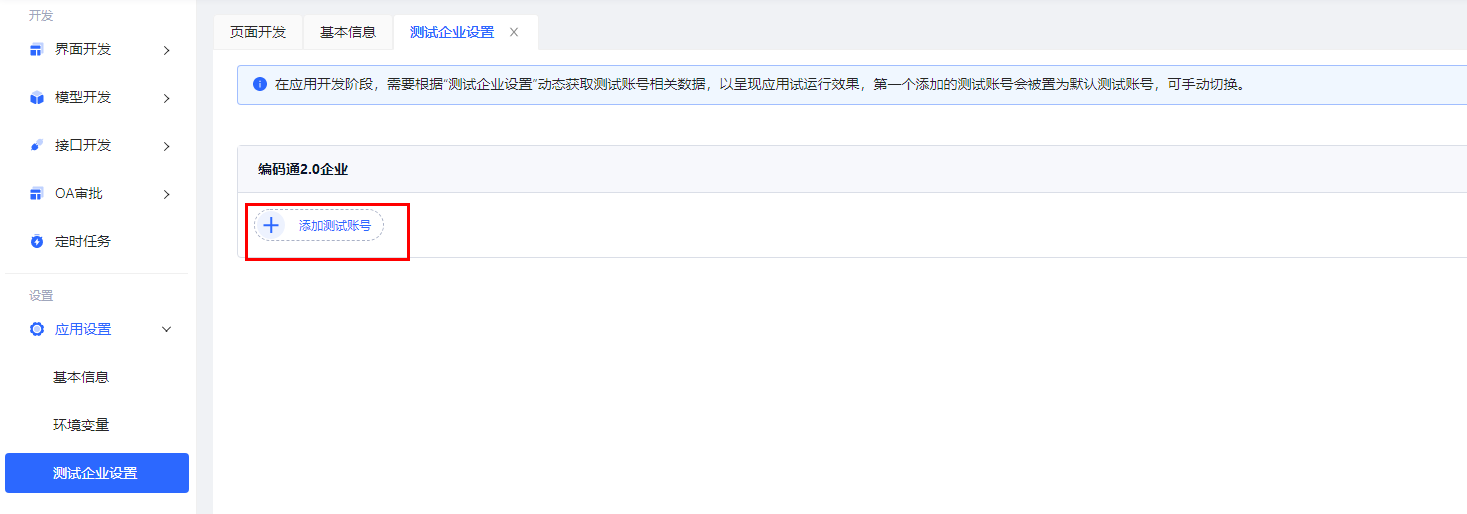 开发
界面开发
模型开发
接口开发
OA审批
定时任务
设置
应用设置
基本信息
环境变量
测试企业设置
页面开发
基本信息
测试企业设置
在应用开发阶段，需要根据“测试企业设置”动态获取测试账号相关数据，以呈现应用试运行效果，第一个添加的测试账号会被置为默认测试账号，可手动切换。
编码通2.0企业
添加测试账号